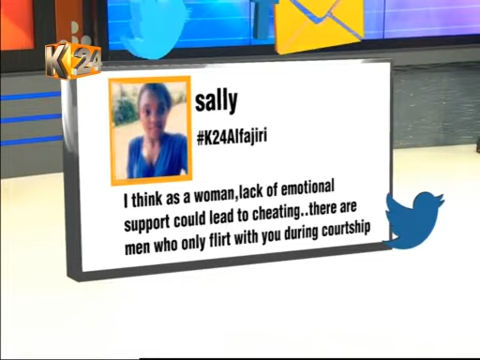 K24
sally
#K24Alfajiri
I think as a woman,lack of emotional
support could lead to cheating..there are
men who only flirt with you during courtship